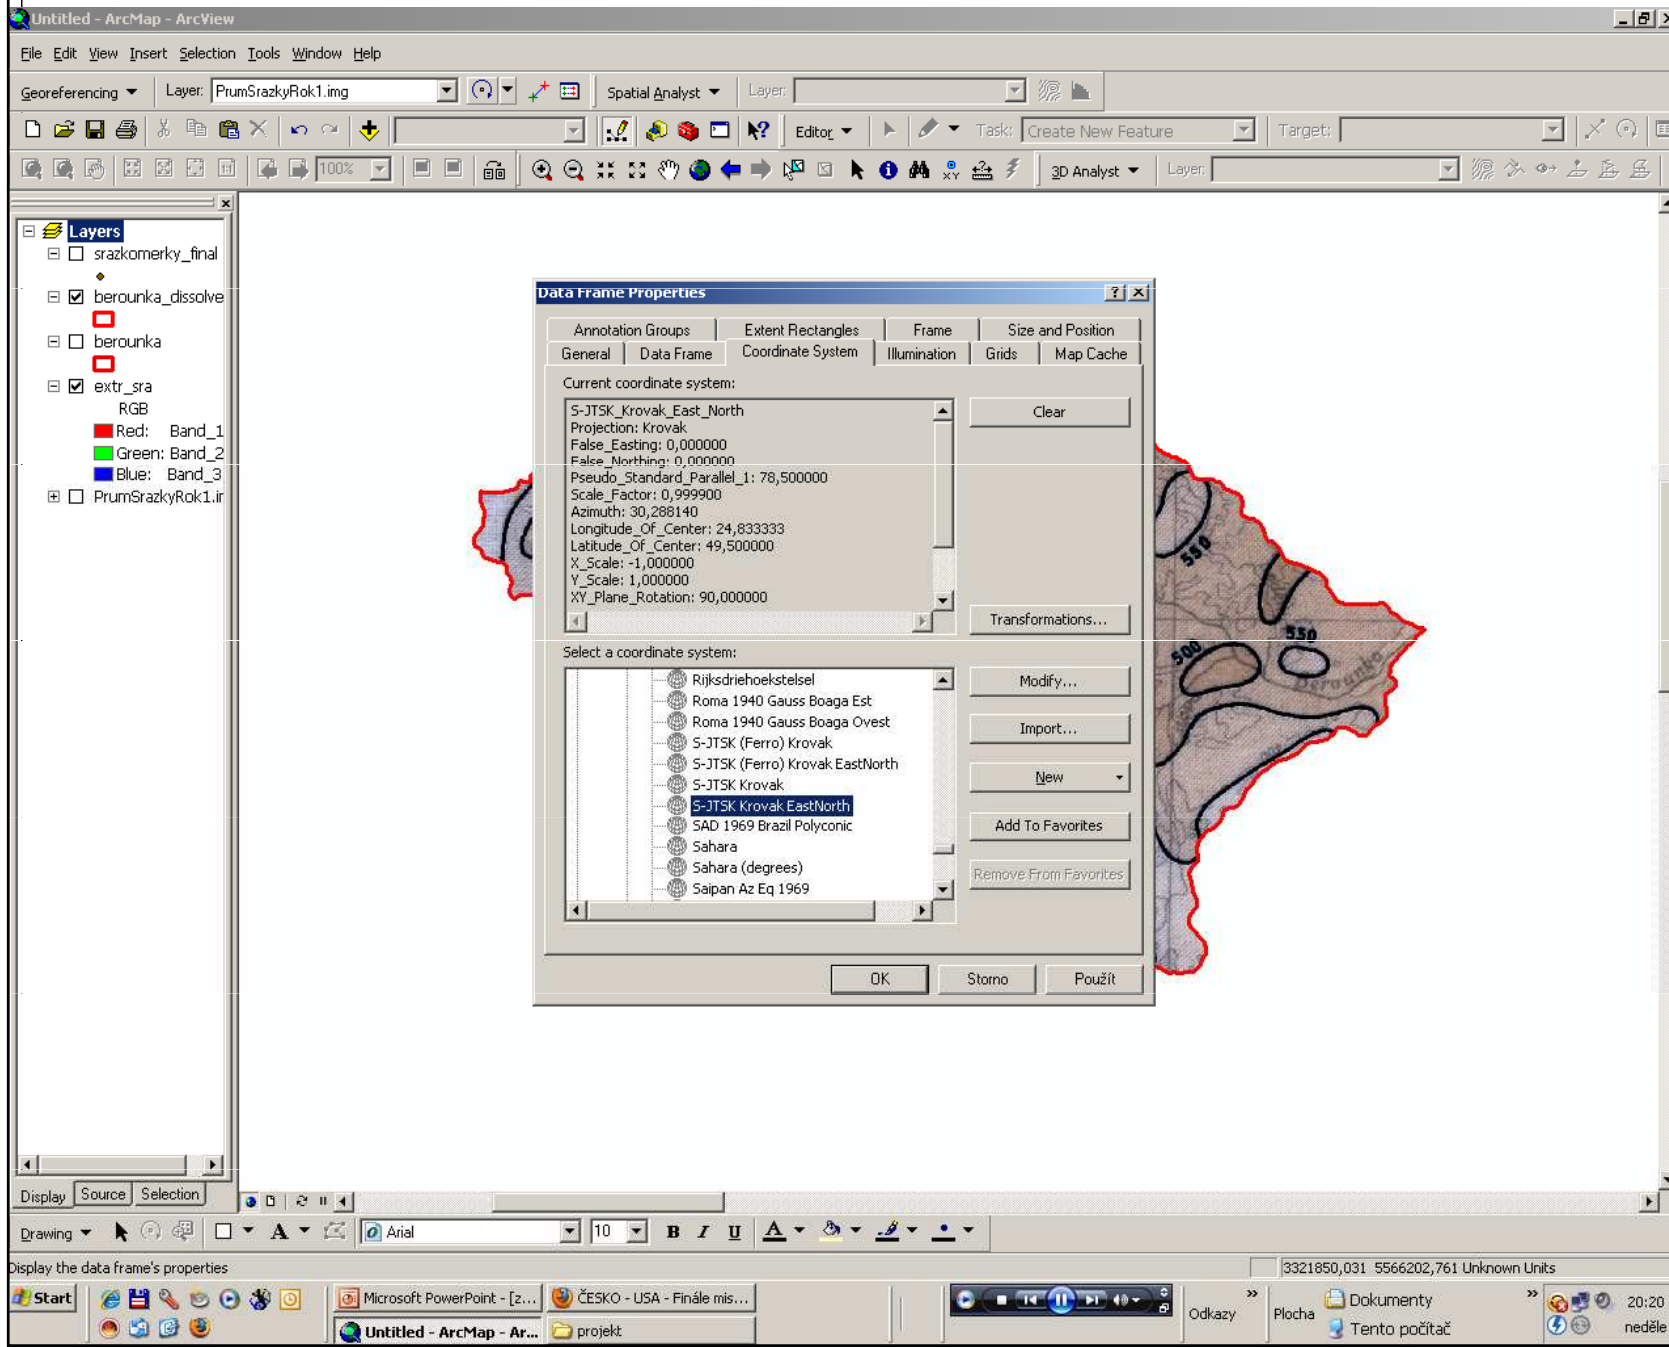 Untitled - ArcMap - ArcView
File Edit View Insert Selection Tools Window Help
Georeferencing Layer: PrumSrazkyRok1.img Spatial Analyst Layer:
Editor Task: Create New Feature Target:
100% 3D Analyst Layer:
Layers
srazkomerky_final
berounka_dissolve
berounka
extr_sra
RGB
Red: Band_1
Green: Band_2
Blue: Band_3
PrumSrazkyRok1.ir
Data Frame Properties
Annotation Groups Extent Rectangles Frame Size and Position
General Data Frame Coordinate System Illumination Grids Map Cache
Current coordinate system:
S-JTSK_Krovak_East_North
Projection: Krovak
False_Easting: 0,000000
False_Northing: 0,000000
Pseudo_Standard_Parallel_1: 78,500000
Scale_Factor: 0,999900
Azimuth: 30,288140
Longitude_Of_Center: 24,833333
Latitude_Of_Center: 49,500000
X_Scale: -1,000000
Y_Scale: 1,000000
XY_Plane_Rotation: 90,000000
Clear
Transformations...
Select a coordinate system:
Rijksdriehoekstelsel
Roma 1940 Gauss Boaga Est
Roma 1940 Gauss Boaga Ovest
S-JTSK (Ferro) Krovak
S-JTSK (Ferro) Krovak EastNorth
S-JTSK Krovak
S-JTSK Krovak EastNorth
SAD 1969 Brazil Polyconic
Sahara
Sahara (degrees)
Saipan Az Eq 1969
Modify...
Import...
New
Add To Favorites
Remove From Favorites
OK Storno Použít
550
550
500
Berounka
Display Source Selection
Drawing A Arial 10 B I U A
Display the data frame's properties 3321850,031 5566202,761 Unknown Units
Start Microsoft PowerPoint - [z... ČESKO - USA - Finále mis... Odkazy Plocha Dokumenty 20:20
Untitled - ArcMap - Ar... projekt Tento počítač neděle